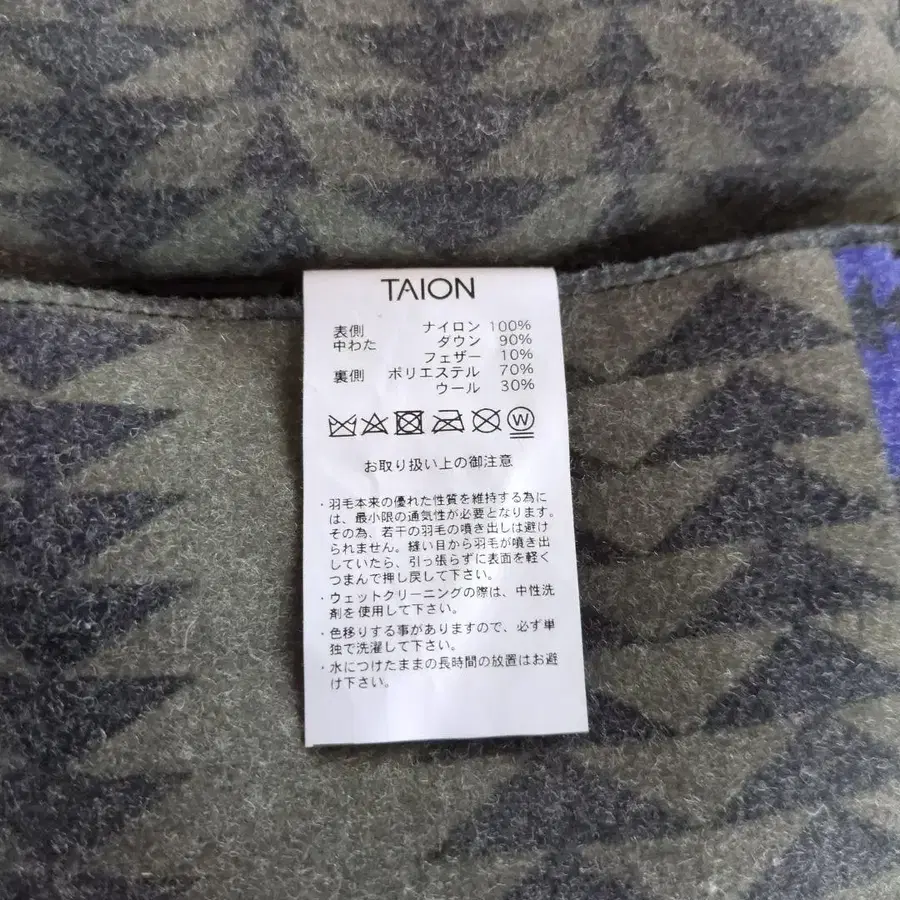 TAION
表側 ナイロン 100%
中わた ダウン 90%
フェザー 10%
裏側 ポリエステル 70%
ウール 30%
W
お取り扱い上の御注意
・羽毛本来の優れた性質を維持する為に
は、最小限の通気性が必要となります。
その為、若干の羽毛の噴き出しは避け
られません。縫い目から羽毛が噴き出
していたら、引っ張らずに表面を軽く
つまんで押し戻して下さい。
・ウェットクリーニングの際は、中性洗
剤を使用して下さい。
・色移りする事がありますので、必ず単
独で洗濯して下さい。
・水につけたままの長時間の放置はお避
け下さい。